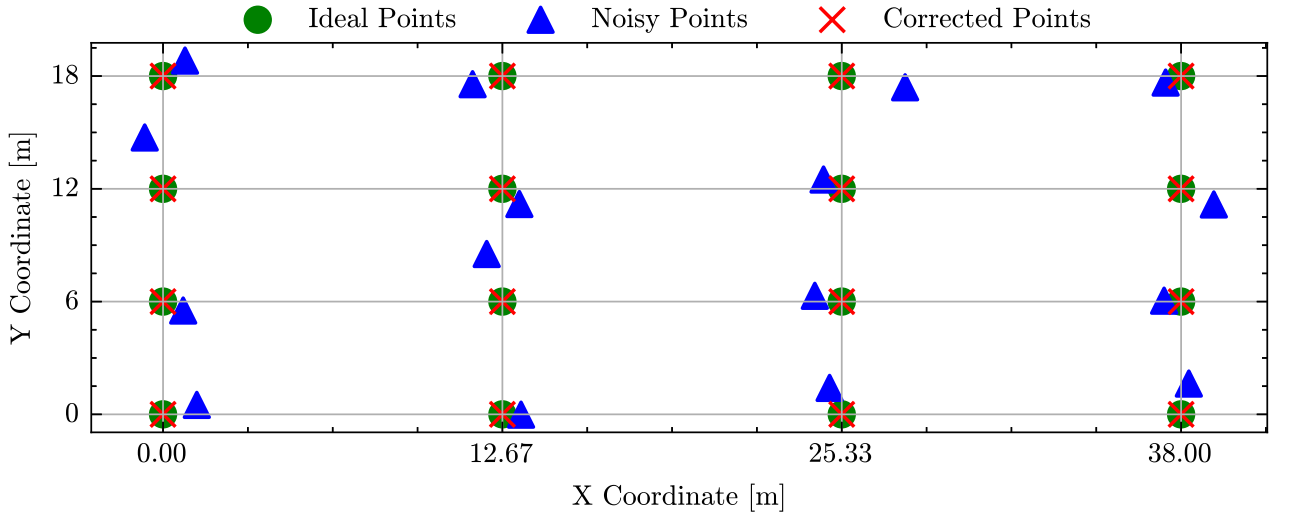 Ideal Points Noisy Points Corrected Points
18
12
6
0
Y Coordinate [m]
0.00 12.67 25.33 38.00
X Coordinate [m]